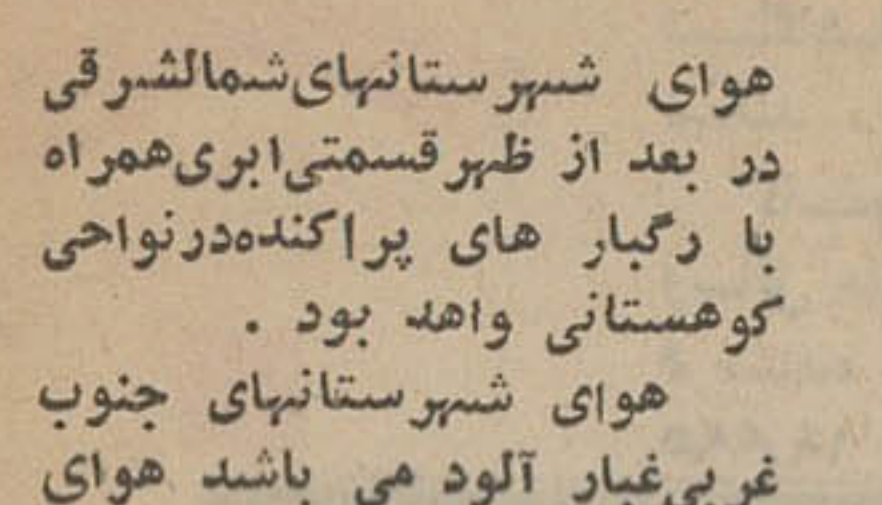 هوای شهرستانهای شمالشرقی
در بعد از ظهر قسمتی ابری همراه
با رگبار های پراکنده در نواحی
کوهستانی واهد بود .
هوای شهرستانهای جنوب
غربی غبار آلود می باشد هوای